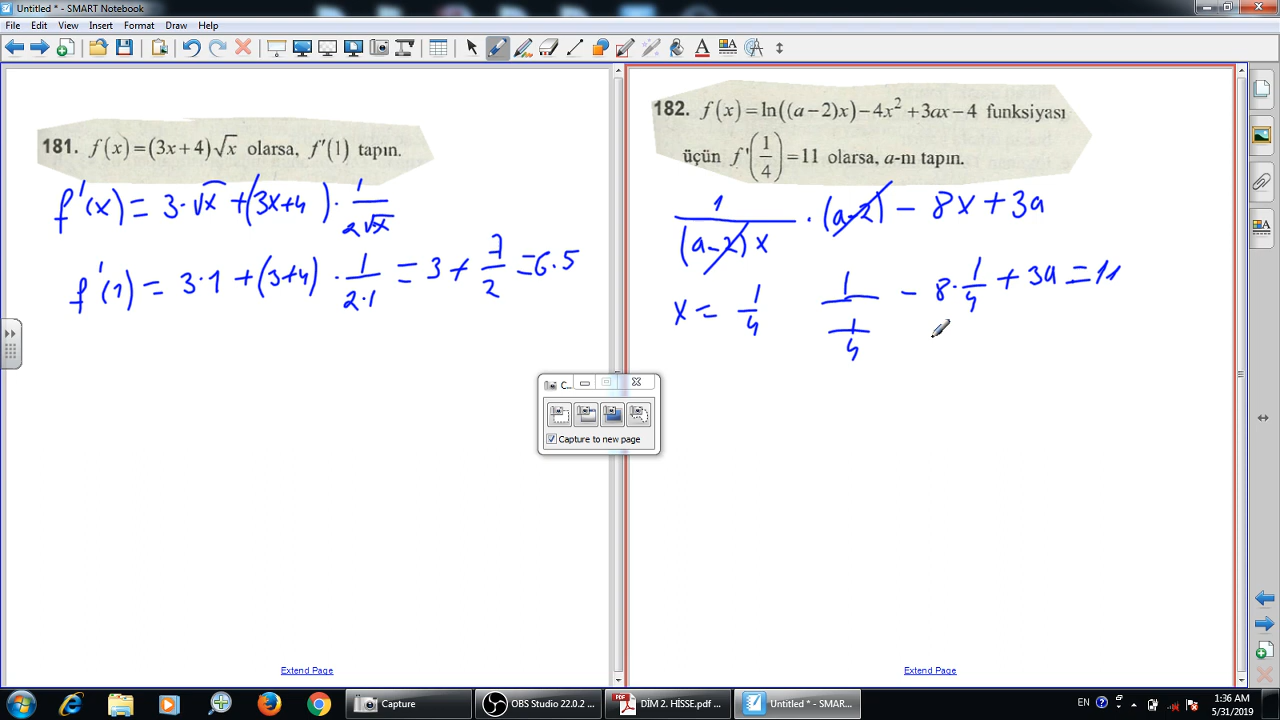 Untitled * - SMART Notebook
File Edit View Insert Format Draw Help
181. f(x)=(3x+4)√x olarsa, f'(1) tapın.
f'(x) = 3·√x + (3x+4)·1/(2√x)
f'(1) = 3·1 + (3+4)·1/(2·1) = 3 + 7/2 = 6.5
182. f(x)=ln((a−2)x)−4x²+3ax−4 funksiyası
üçün f'(1/4)=11 olarsa, a-nı tapın.
1/((a-2)x) · (a-2) − 8x + 3a
x = 1/4 1/(1/4) − 8·1/4 + 3a = 11
C...
Capture to new page
Extend Page
Extend Page
Capture
OBS Studio 22.0.2 ...
DİM 2. HİSSE.pdf ...
Untitled * - SMAR...
EN
1:36 AM
5/31/2019